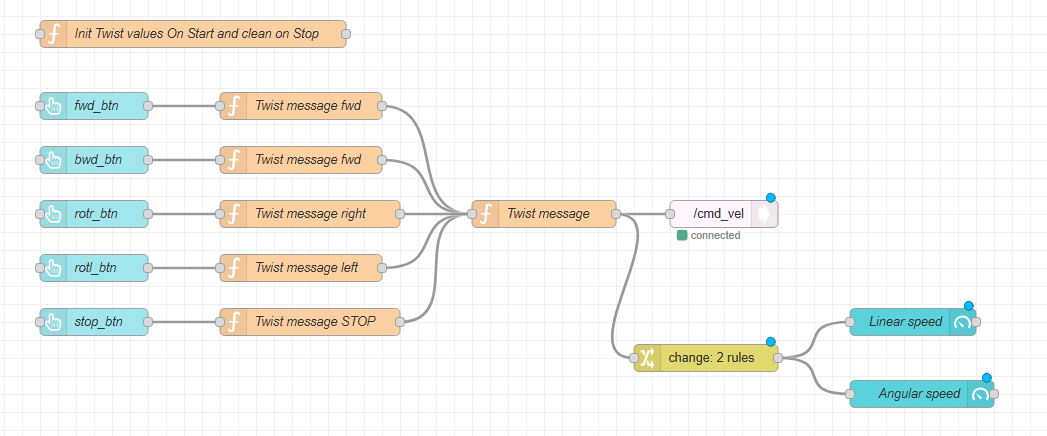 Init Twist values On Start and clean on Stop
fwd_btn
Twist message fwd
bwd_btn
Twist message fwd
rotr_btn
Twist message right
Twist message
/cmd_vel
connected
rotl_btn
Twist message left
stop_btn
Twist message STOP
Linear speed
change: 2 rules
Angular speed